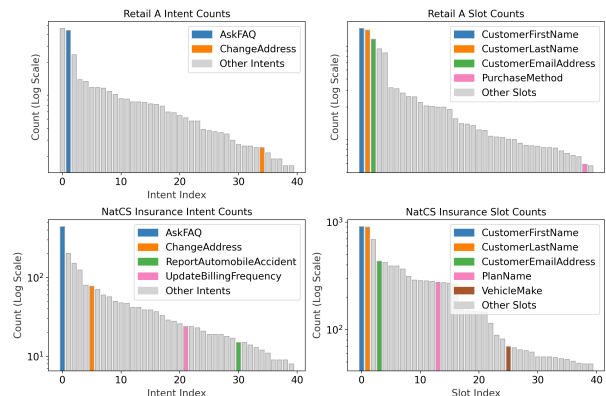 Retail A Intent Counts
Count (Log Scale)
AskFAQ
ChangeAddress
Other Intents
0 10 20 30 40
Intent Index
Retail A Slot Counts
Count (Log Scale)
CustomerFirstName
CustomerLastName
CustomerEmailAddress
PurchaseMethod
Other Slots
NatCS Insurance Intent Counts
Count (Log Scale)
10²
10¹
AskFAQ
ChangeAddress
ReportAutomobileAccident
UpdateBillingFrequency
Other Intents
0 10 20 30 40
Intent Index
NatCS Insurance Slot Counts
Count (Log Scale)
10³
10²
CustomerFirstName
CustomerLastName
CustomerEmailAddress
PlanName
VehicleMake
Other Slots
0 10 20 30 40
Slot Index